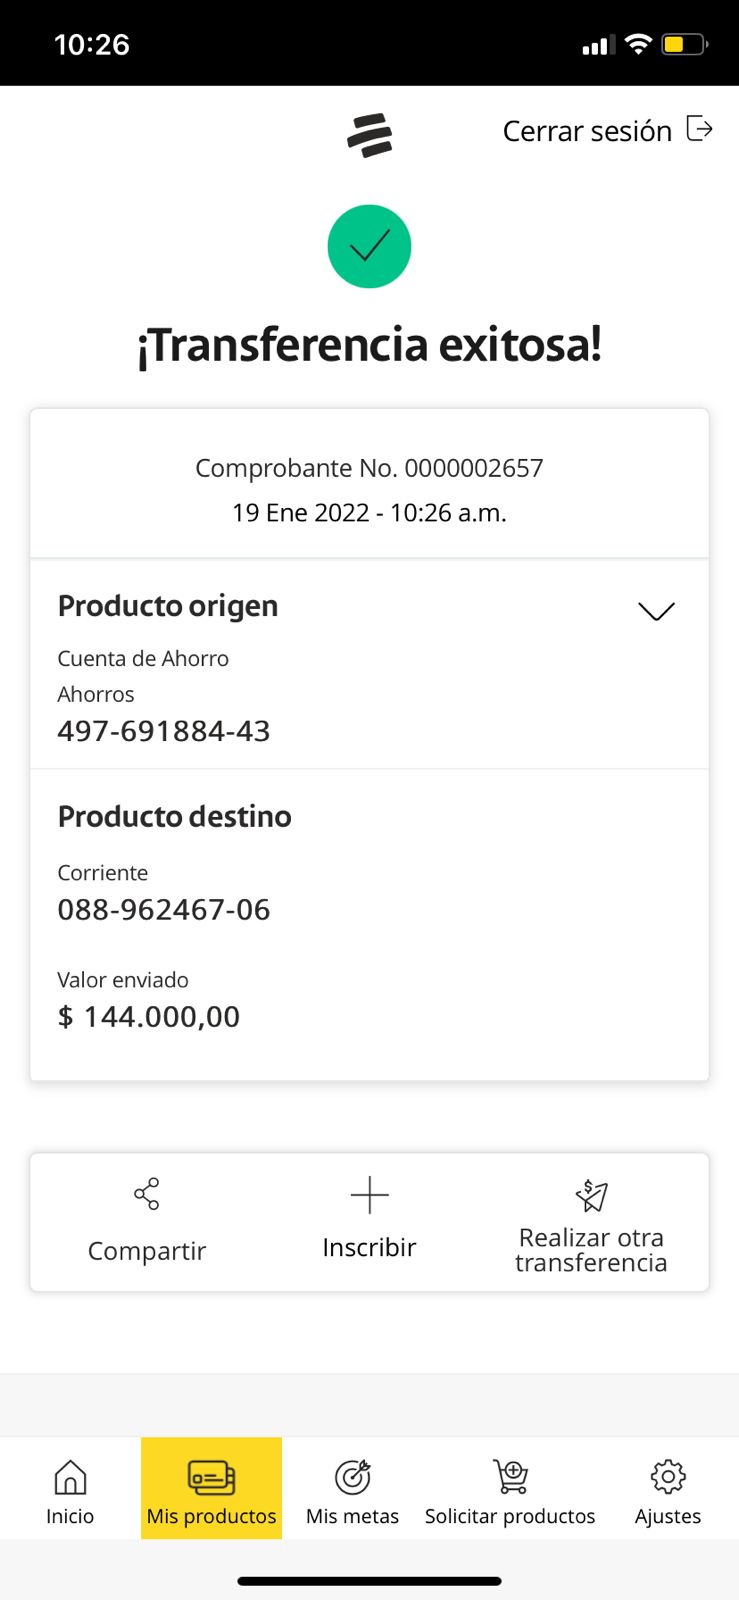 10:26
Cerrar sesión
¡Transferencia exitosa!
Comprobante No. 0000002657
19 Ene 2022 - 10:26 a.m.
Producto origen
Cuenta de Ahorro
Ahorros
497-691884-43
Producto destino
Corriente
088-962467-06
Valor enviado
$ 144.000,00
Compartir
Inscribir
Realizar otra
transferencia
Inicio
Mis productos
Mis metas
Solicitar productos
Ajustes